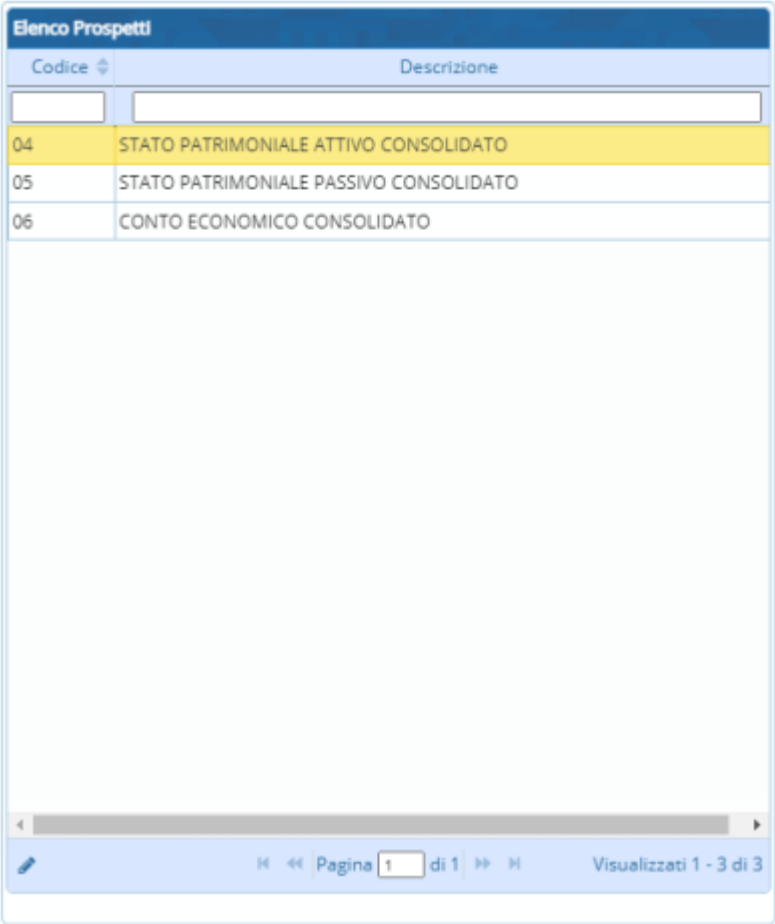 Elenco Prospetti
Codice Descrizione
04 STATO PATRIMONIALE ATTIVO CONSOLIDATO
05 STATO PATRIMONIALE PASSIVO CONSOLIDATO
06 CONTO ECONOMICO CONSOLIDATO
Pagina 1 di 1 Visualizzati 1 - 3 di 3